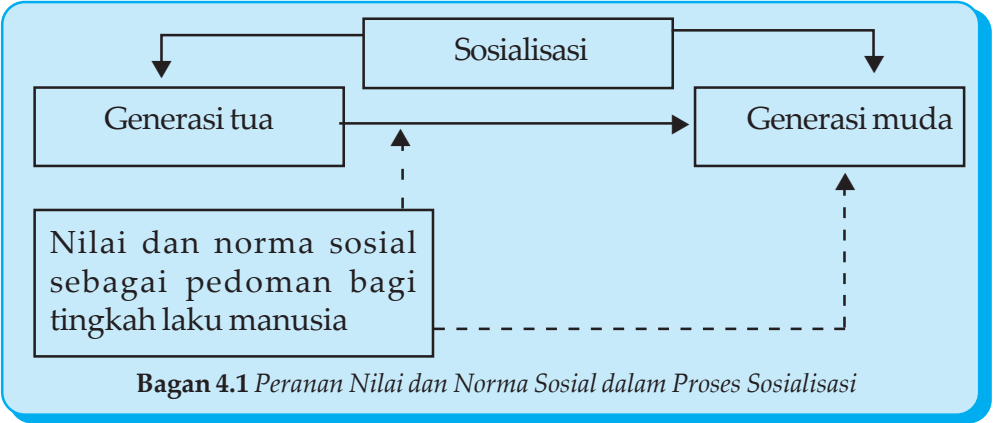 Sosialisasi
Generasi tua
Generasi muda
Nilai dan norma sosial
sebagai pedoman bagi
tingkah laku manusia
Bagan 4.1 Peranan Nilai dan Norma Sosial dalam Proses Sosialisasi